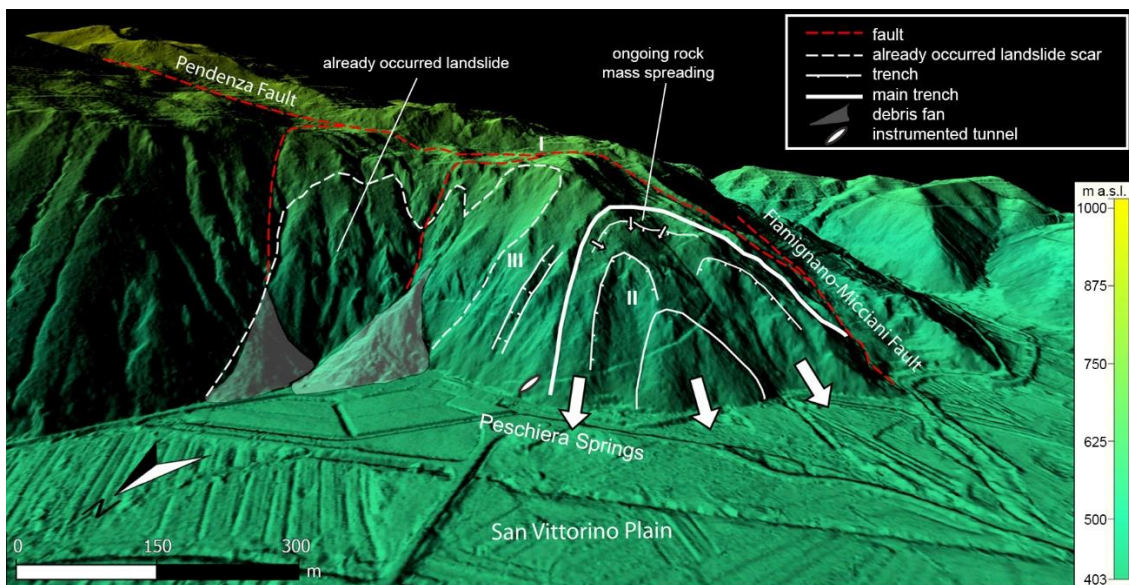 fault
already occurred landslide scar
trench
main trench
debris fan
instrumented tunnel
already occurred landslide
ongoing rock
mass spreading
Pendenza Fault
I
Fiamignano-Micciani Fault
III
II
Peschiera Springs
San Vittorino Plain
N
0
150
300
m
m a.s.l.
1000
875
750
625
500
403